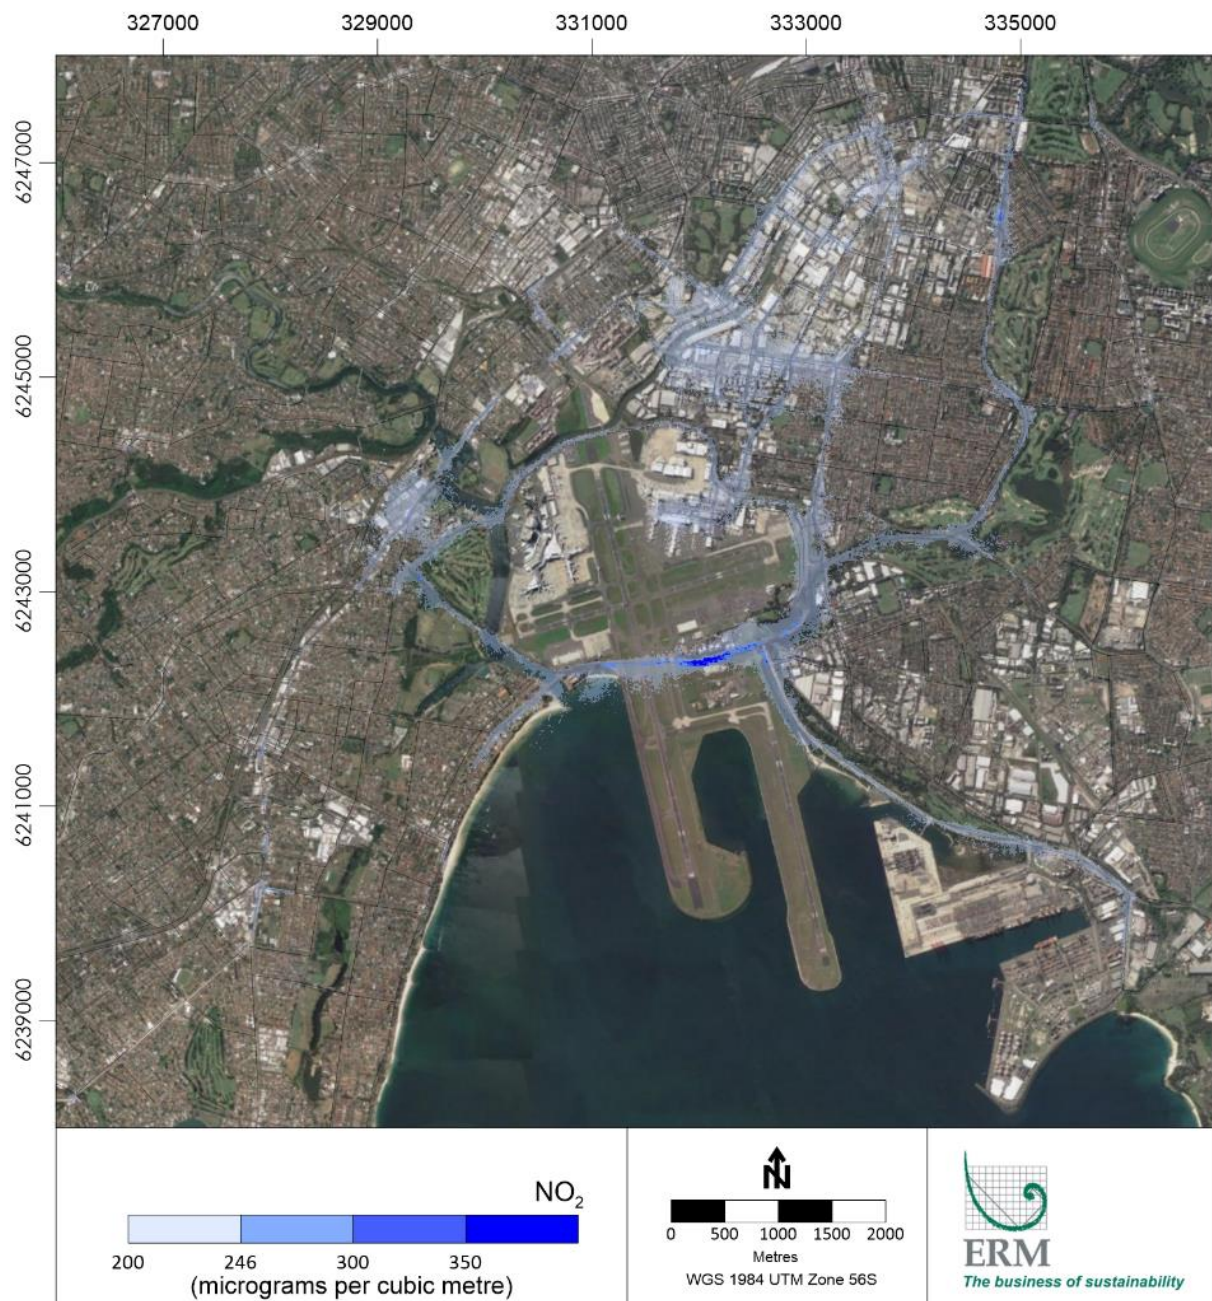 327000 329000 331000 333000 335000
6247000
6245000
6243000
6241000
6239000
NO₂
200 246 300 350
(micrograms per cubic metre)
N
0 500 1000 1500 2000
Metres
WGS 1984 UTM Zone 56S
ERM
The business of sustainability